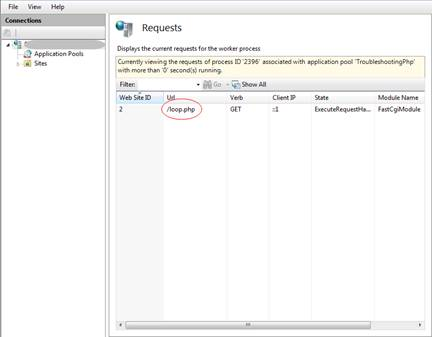 File View Help
Connections
Application Pools
Sites
Requests
Displays the current requests for the worker process
Currently viewing the requests of process ID '2396' associated with application pool 'TroubleshootingPhp'
with more than '0' second(s) running.
Filter: Go Show All
Web Site ID Url Verb Client IP State Module Name
2 /loop.php GET ::1 ExecuteRequestHa... FastCgiModule